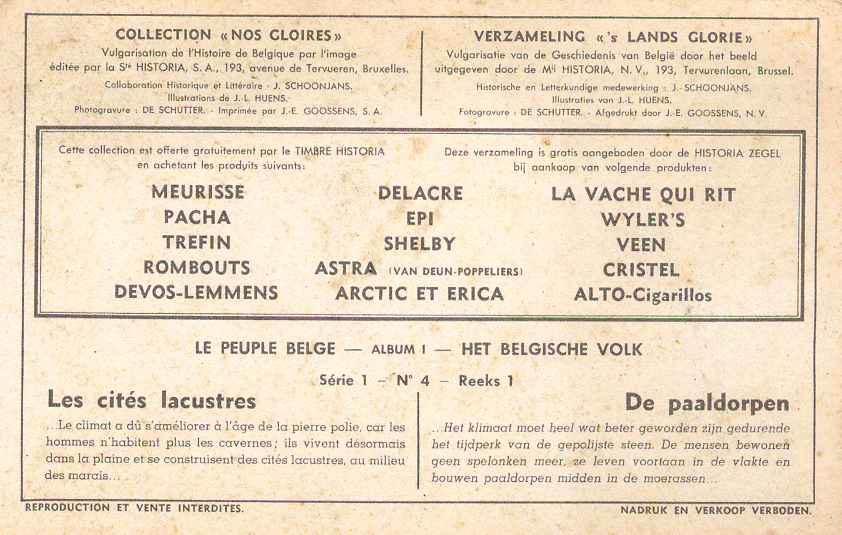 COLLECTION « NOS GLOIRES »
Vulgarisation de l'Histoire de Belgique par l'image
éditée par la Sté HISTORIA, S. A., 193, avenue de Tervueren, Bruxelles.
Collaboration Historique et Littéraire : J. SCHOONJANS.
Illustrations de J.-L. HUENS.
Photogravure : DE SCHUTTER. - Imprimée par J.-E. GOOSSENS, S. A.
VERZAMELING « 's LANDS GLORIE »
Vulgarisatie van de Geschiedenis van België door het beeld
uitgegeven door de Mij HISTORIA, N. V., 193, Tervurenlaan, Brussel.
Historische en Letterkundige medewerking : J. SCHOONJANS.
Illustraties van J.-L. HUENS.
Fotogravure : DE SCHUTTER. - Afgedrukt door J.-E. GOOSSENS, N. V.
Cette collection est offerte gratuitement par le TIMBRE HISTORIA
en achetant les produits suivants:
Deze verzameling is gratis aangeboden door de HISTORIA ZEGEL
bij aankoop van volgende produkten:
MEURISSE DELACRE LA VACHE QUI RIT
PACHA EPI WYLER'S
TREFIN SHELBY VEEN
ROMBOUTS ASTRA (VAN DEUN-POPPELIERS) CRISTEL
DEVOS-LEMMENS ARCTIC ET ERICA ALTO-Cigarillos
LE PEUPLE BELGE — ALBUM I — HET BELGISCHE VOLK
Série 1 - N° 4 - Reeks 1
Les cités lacustres
...Le climat a dû s'améliorer à l'âge de la pierre polie, car les
hommes n'habitent plus les cavernes; ils vivent désormais
dans la plaine et se construisent des cités lacustres, au milieu
des marais...
De paaldorpen
...Het klimaat moet heel wat beter geworden zijn gedurende
het tijdperk van de gepolijste steen. De mensen bewonen
geen spelonken meer, ze leven voortaan in de vlakte en
bouwen paaldorpen midden in de moerassen...
REPRODUCTION ET VENTE INTERDITES.
NADRUK EN VERKOOP VERBODEN.